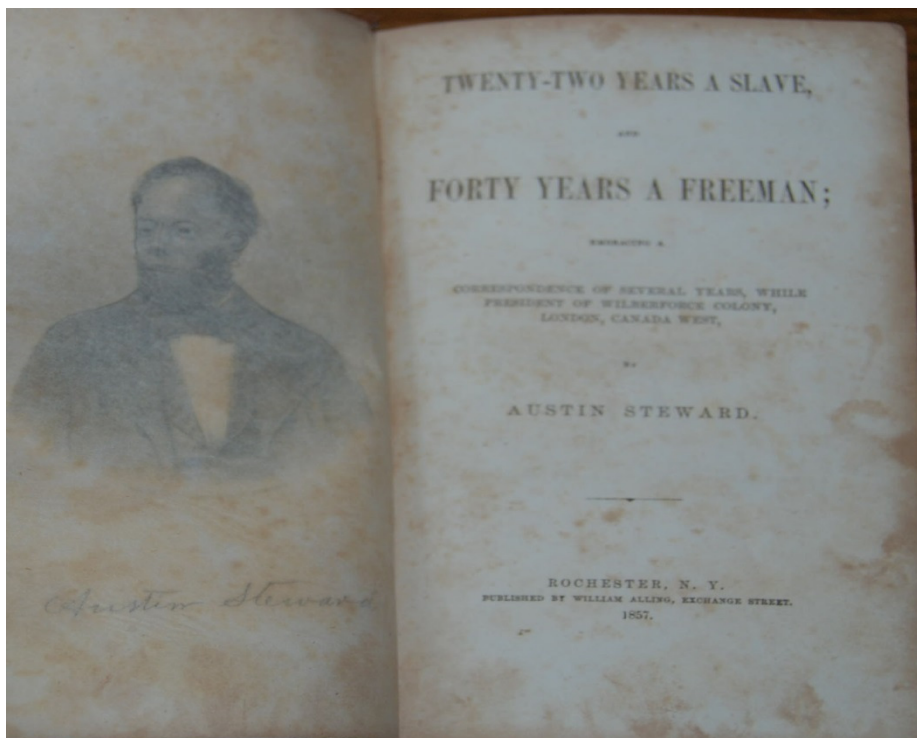 Austin Steward
TWENTY-TWO YEARS A SLAVE,
AND
FORTY YEARS A FREEMAN;
EMBRACING A
CORRESPONDENCE OF SEVERAL YEARS, WHILE
PRESIDENT OF WILBERFORCE COLONY,
LONDON, CANADA WEST,
BY
AUSTIN STEWARD.
ROCHESTER, N. Y.
PUBLISHED BY WILLIAM ALLING, EXCHANGE STREET.
1857.